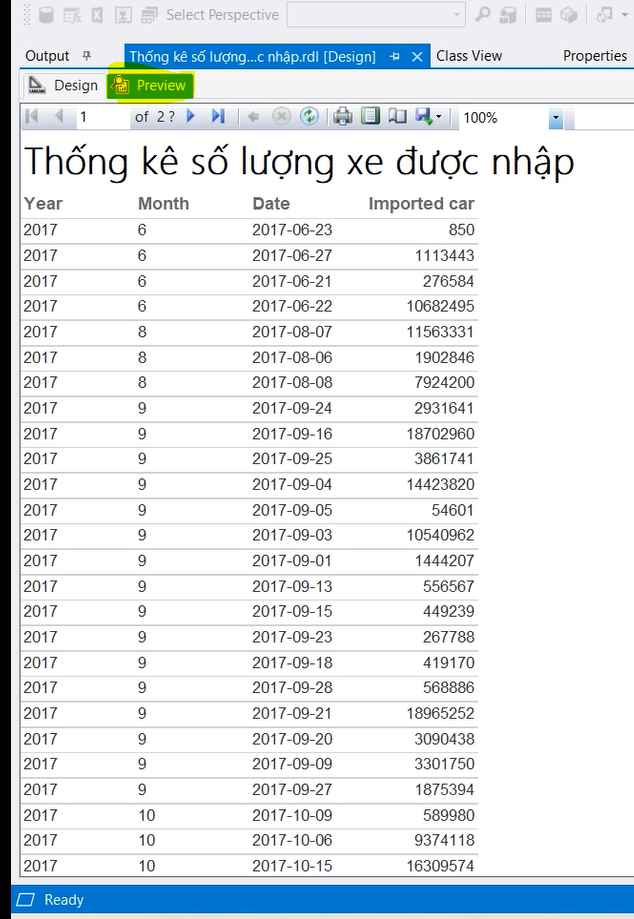 Select Perspective
Output Thống kê số lượng...c nhập.rdl [Design] Class View Properties
Design Preview
1 of 2 ? 100%
Thống kê số lượng xe được nhập
Year Month Date Imported car
2017 6 2017-06-23 850
2017 6 2017-06-27 1113443
2017 6 2017-06-21 276584
2017 6 2017-06-22 10682495
2017 8 2017-08-07 11563331
2017 8 2017-08-06 1902846
2017 8 2017-08-08 7924200
2017 9 2017-09-24 2931641
2017 9 2017-09-16 18702960
2017 9 2017-09-25 3861741
2017 9 2017-09-04 14423820
2017 9 2017-09-05 54601
2017 9 2017-09-03 10540962
2017 9 2017-09-01 1444207
2017 9 2017-09-13 556567
2017 9 2017-09-15 449239
2017 9 2017-09-23 267788
2017 9 2017-09-18 419170
2017 9 2017-09-28 568886
2017 9 2017-09-21 18965252
2017 9 2017-09-20 3090438
2017 9 2017-09-09 3301750
2017 9 2017-09-27 1875394
2017 10 2017-10-09 589980
2017 10 2017-10-06 9374118
2017 10 2017-10-15 16309574
Ready